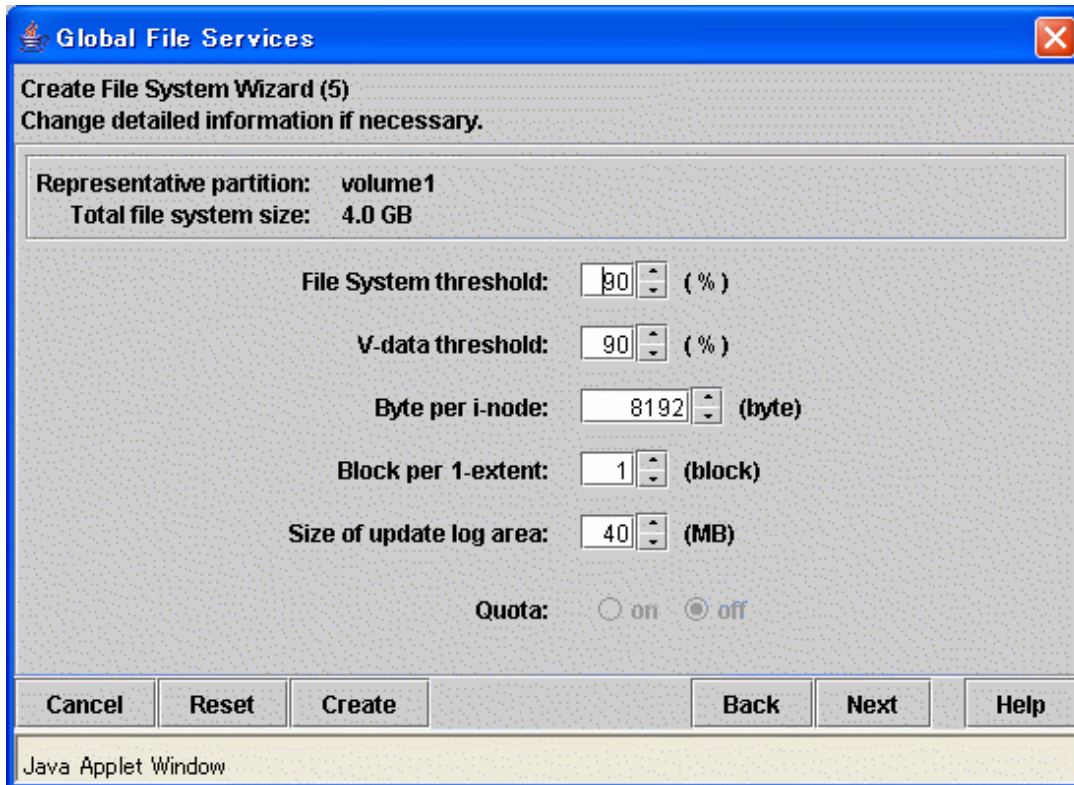 Global File Services
Create File System Wizard (5)
Change detailed information if necessary.
Representative partition: volume1
Total file system size: 4.0 GB
File System threshold: 90 (%)
V-data threshold: 90 (%)
Byte per i-node: 8192 (byte)
Block per 1-extent: 1 (block)
Size of update log area: 40 (MB)
Quota: on off
Cancel Reset Create Back Next Help
Java Applet Window